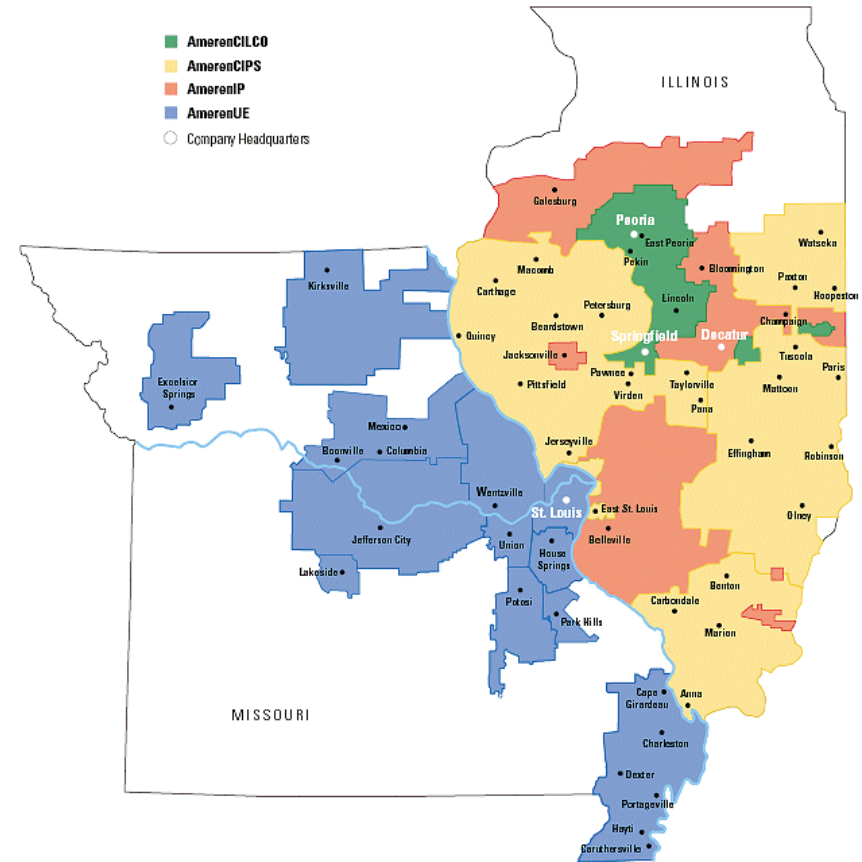 AmerenCILCO
AmerenCIPS
AmerenIP
AmerenUE
Company Headquarters
ILLINOIS
Galesburg
Peoria
East Peoria
Pekin
Watseka
Macomb
Bloomington
Paxton
Carthage
Hoopeston
Kirksville
Lincoln
Petersburg
Beardstown
Champaign
Quincy
Springfield
Decatur
Jacksonville
Tuscola
Paris
Pawnee
Pittsfield
Taylorville
Mattoon
Excelsior
Springs
Virden
Pana
Mexico
Jerseyville
Boonville
Columbia
Effingham
Robinson
Wentzville
St. Louis
East St. Louis
Olney
Jefferson City
Union
Belleville
House
Springs
Lakeside
Benton
Potosi
Carbondale
Park Hills
Marion
Cape
Girardeau
Anna
MISSOURI
Charleston
Dexter
Portageville
Hayti
Caruthersville